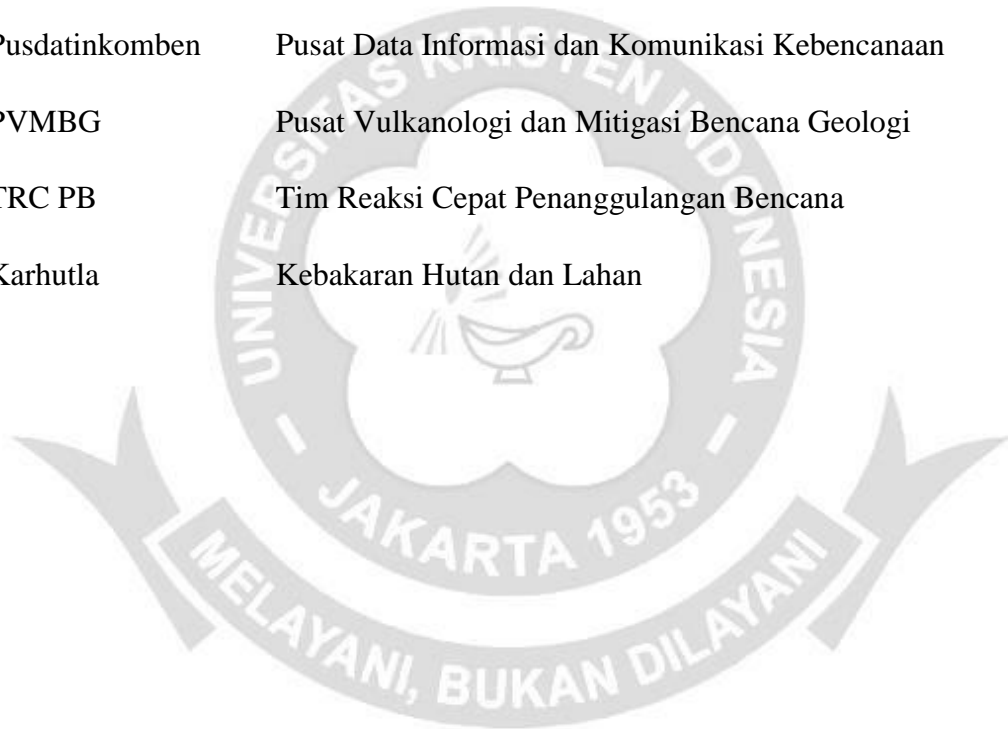 Pusdatinkomben Pusat Data Informasi dan Komunikasi Kebencanaan
PVMBG Pusat Vulkanologi dan Mitigasi Bencana Geologi
TRC PB Tim Reaksi Cepat Penanggulangan Bencana
Karhutla Kebakaran Hutan dan Lahan
UNIVERSITAS KRISTEN INDONESIA
- JAKARTA 1953 -
MELAYANI, BUKAN DILAYANI